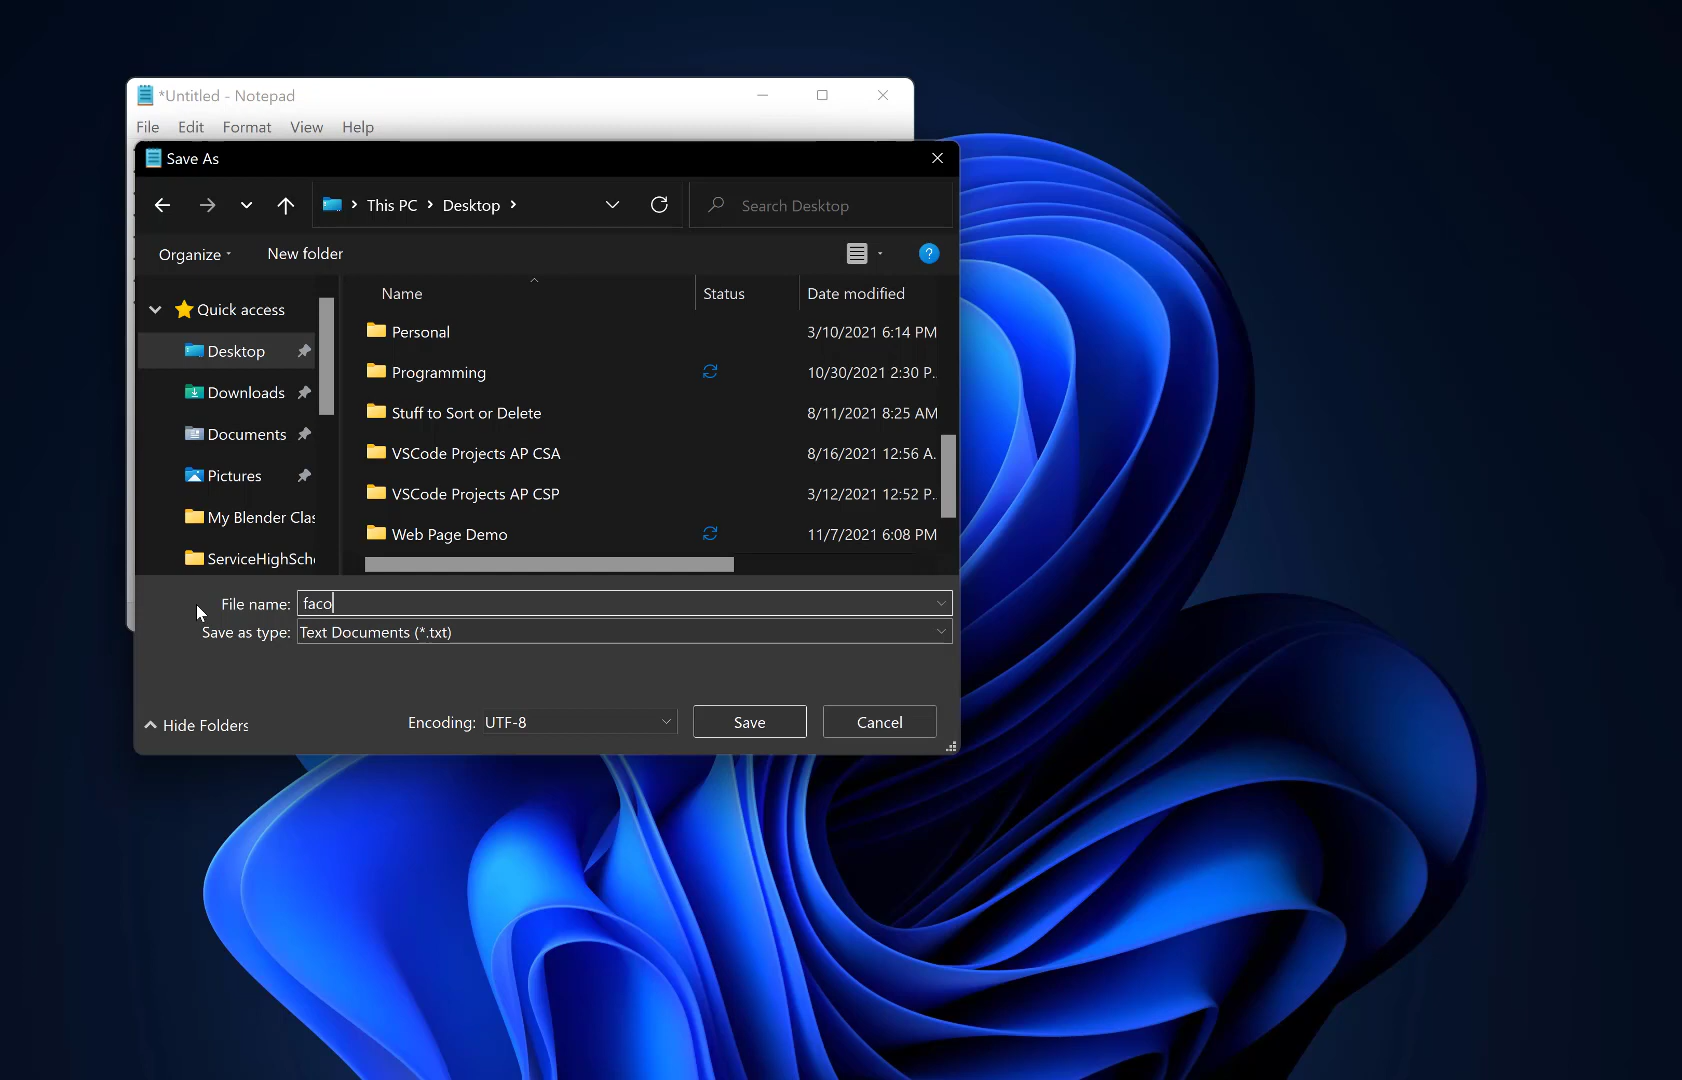 *Untitled - Notepad
File Edit Format View Help
Save As
This PC Desktop
Search Desktop
Organize New folder
?
Name Status Date modified
Quick access
Desktop
Downloads
Documents
Pictures
My Blender Clas
ServiceHighSch
Personal 3/10/2021 6:14 PM
Programming 10/30/2021 2:30 P..
Stuff to Sort or Delete 8/11/2021 8:25 AM
VSCode Projects AP CSA 8/16/2021 12:56 A.
VSCode Projects AP CSP 3/12/2021 12:52 P..
Web Page Demo 11/7/2021 6:08 PM
File name: faco
Save as type: Text Documents (*.txt)
Hide Folders Encoding: UTF-8 Save Cancel